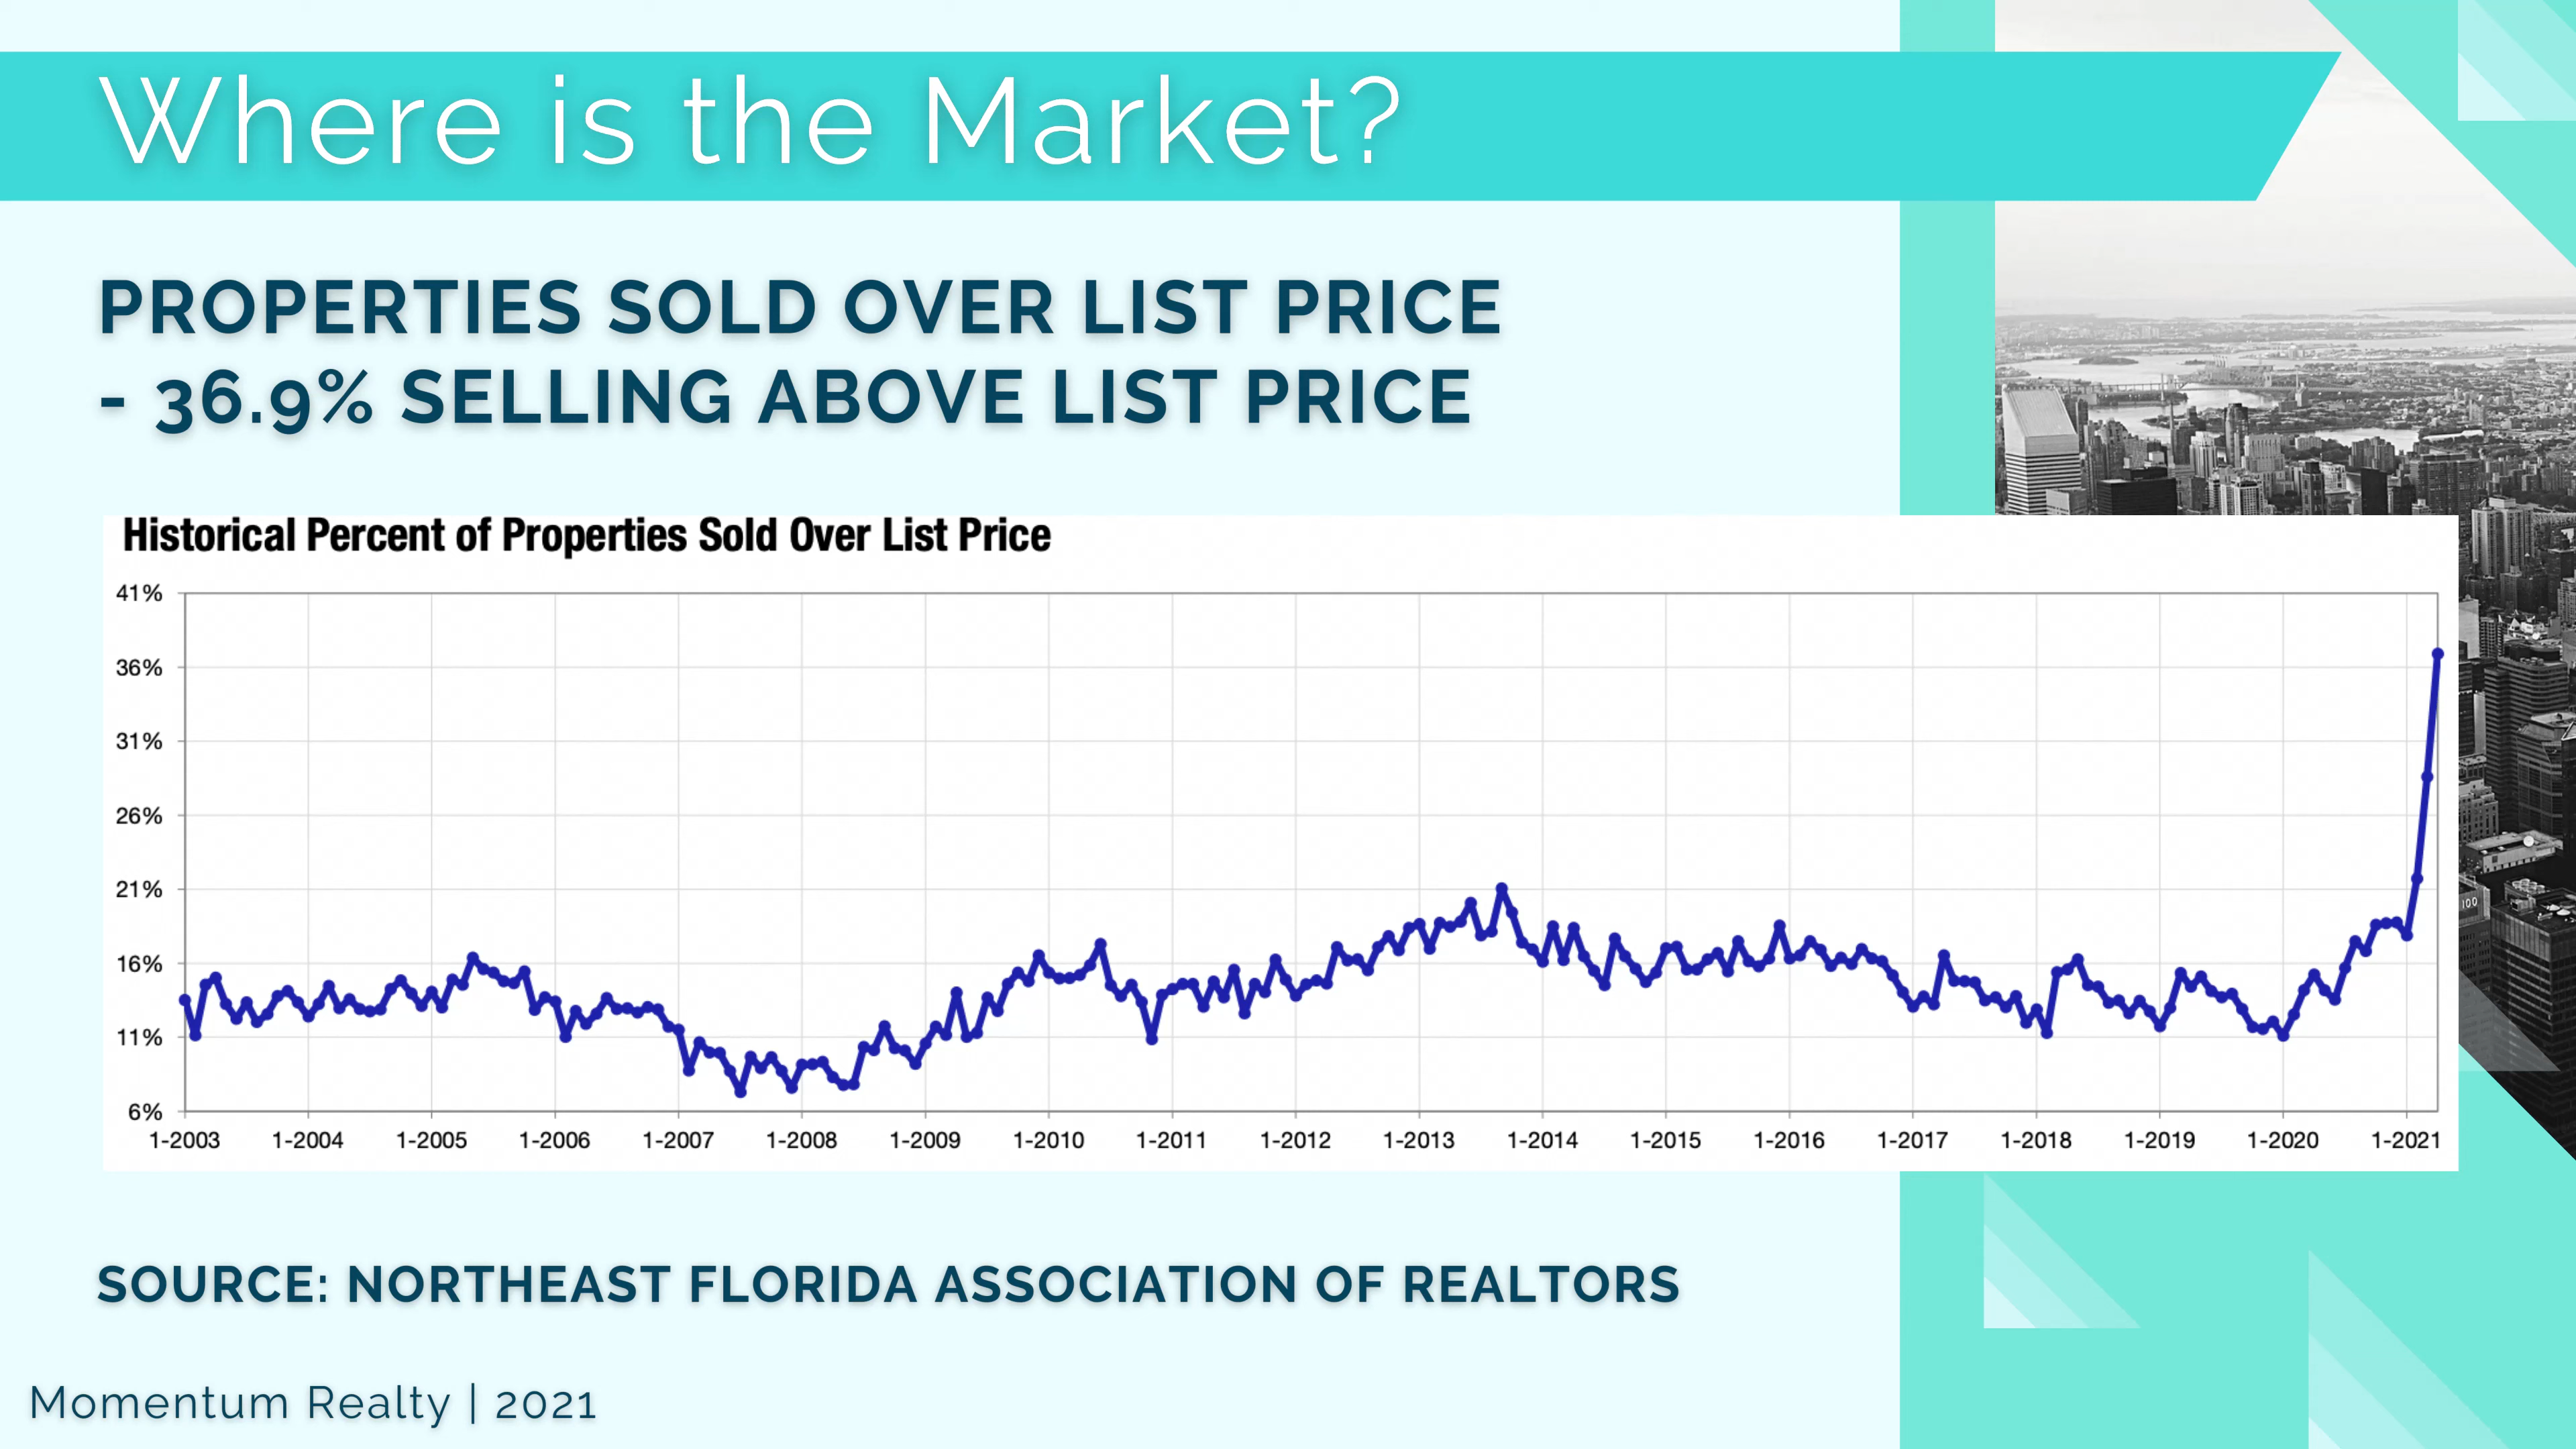 Where is the Market?
PROPERTIES SOLD OVER LIST PRICE
- 36.9% SELLING ABOVE LIST PRICE
Historical Percent of Properties Sold Over List Price
41%
36%
31%
26%
21%
16%
11%
6%
1-2003 1-2004 1-2005 1-2006 1-2007 1-2008 1-2009 1-2010 1-2011 1-2012 1-2013 1-2014 1-2015 1-2016 1-2017 1-2018 1-2019 1-2020 1-2021
100
SOURCE: NORTHEAST FLORIDA ASSOCIATION OF REALTORS
Momentum Realty | 2021